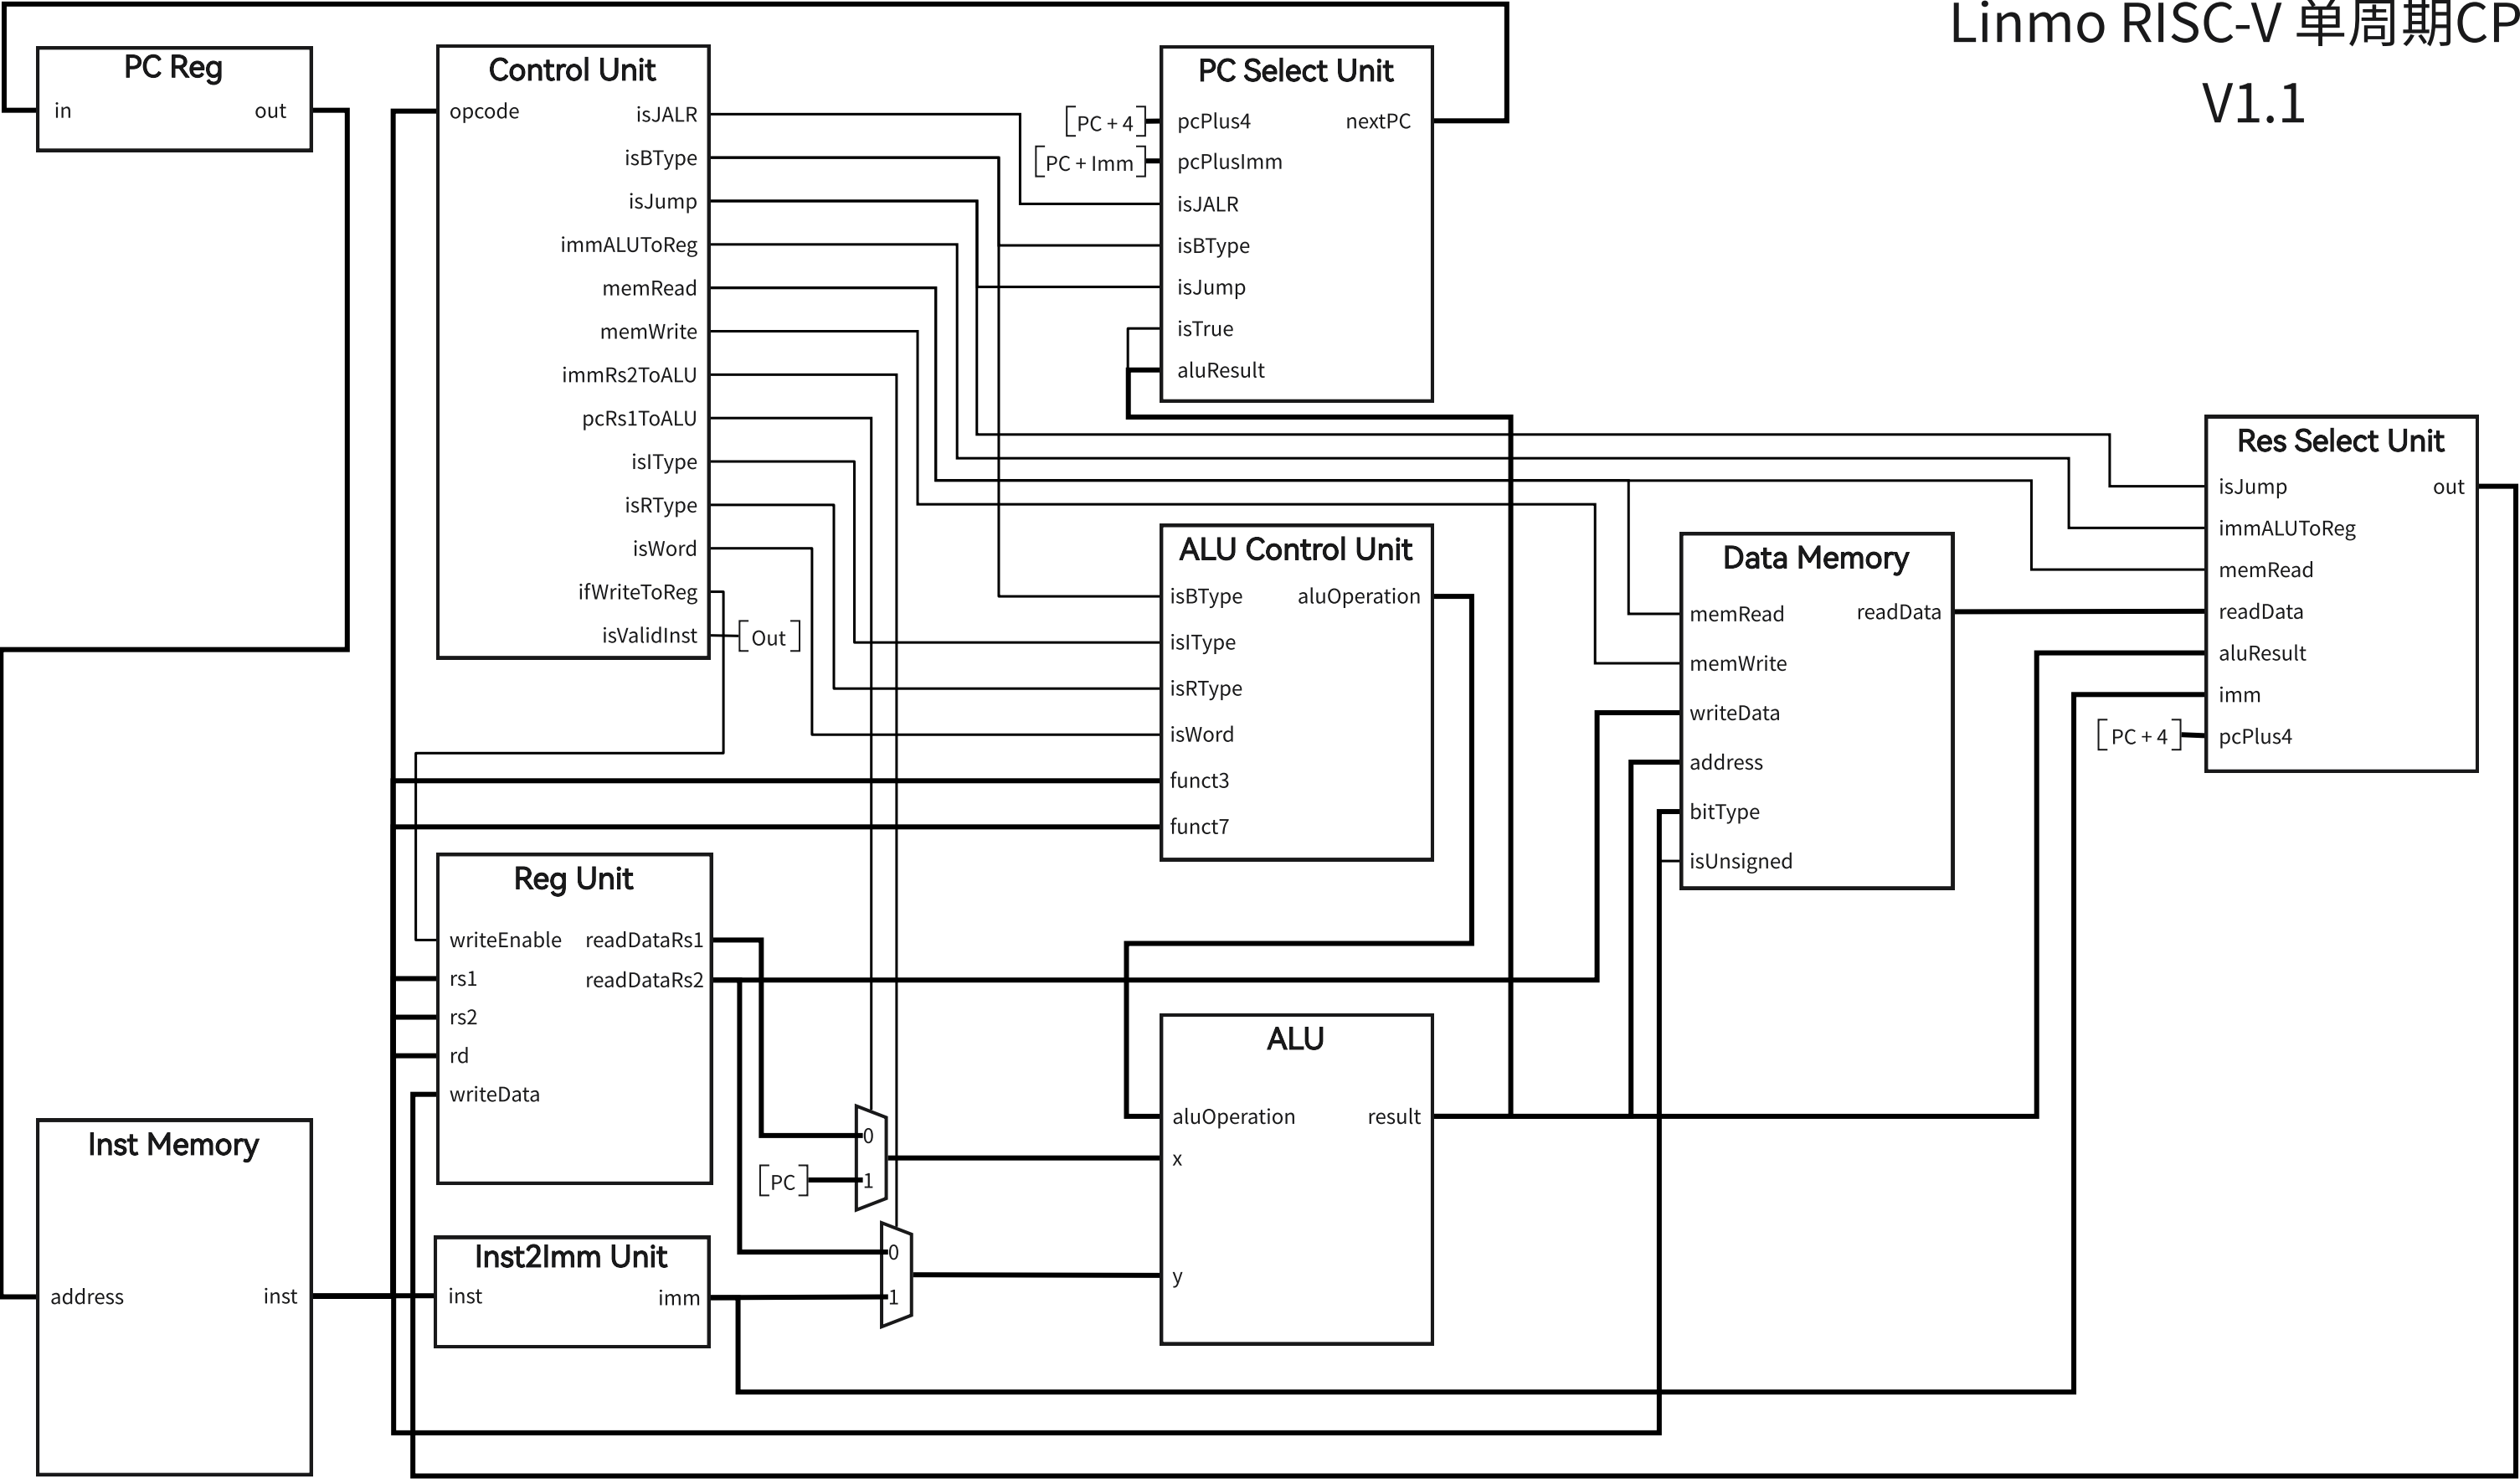 Linmo RISC-V 单周期CP
V1.1
PC Reg
in
out
Control Unit
opcode
isJALR
isBType
isJump
immALUToReg
memRead
memWrite
immRs2ToALU
pcRs1ToALU
isIType
isRType
isWord
ifWriteToReg
isValidInst
Out
PC Select Unit
PC + 4
pcPlus4
nextPC
PC + Imm
pcPlusImm
isJALR
isBType
isJump
isTrue
aluResult
ALU Control Unit
isBType
aluOperation
isIType
isRType
isWord
funct3
funct7
Data Memory
memRead
readData
memWrite
writeData
address
bitType
isUnsigned
Res Select Unit
isJump
out
immALUToReg
memRead
readData
aluResult
imm
PC + 4
pcPlus4
Reg Unit
writeEnable
readDataRs1
rs1
readDataRs2
rs2
rd
writeData
0
PC
1
0
1
ALU
aluOperation
result
x
y
Inst Memory
address
inst
Inst2Imm Unit
inst
imm